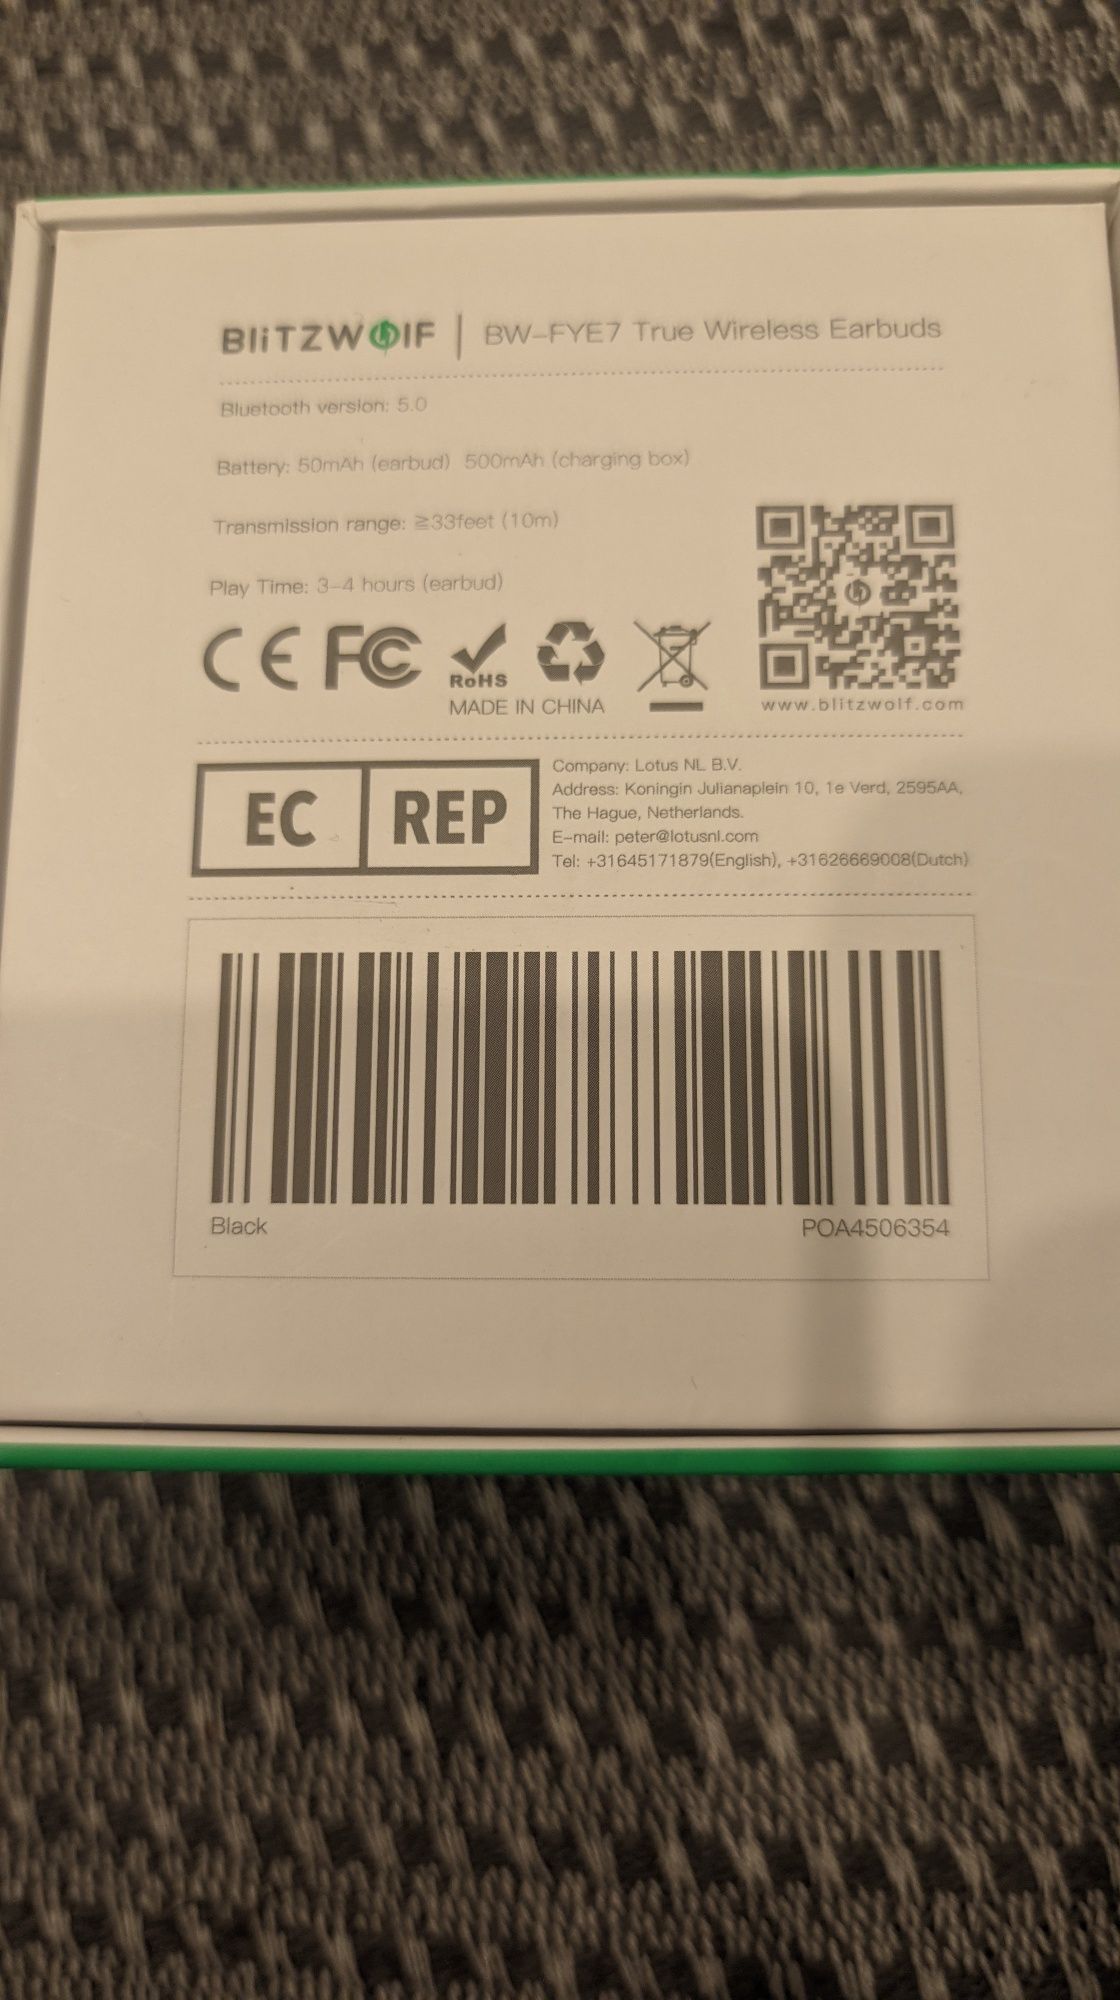 BliTZWOlF | BW-FYE7 True Wireless Earbuds
Bluetooth version: 5.0
Battery: 50mAh (earbud) 500mAh (charging box)
Transmission range: ≧33feet (10m)
Play Time: 3-4 hours (earbud)
CE FC RoHS
MADE IN CHINA
www.blitzwolf.com
EC REP
Company: Lotus NL B.V.
Address: Koningin Julianaplein 10, 1e Verd, 2595AA,
The Hague, Netherlands.
E-mail: peter@lotusnl.com
Tel: +31645171879(English), +31626669008(Dutch)
Black POA4506354